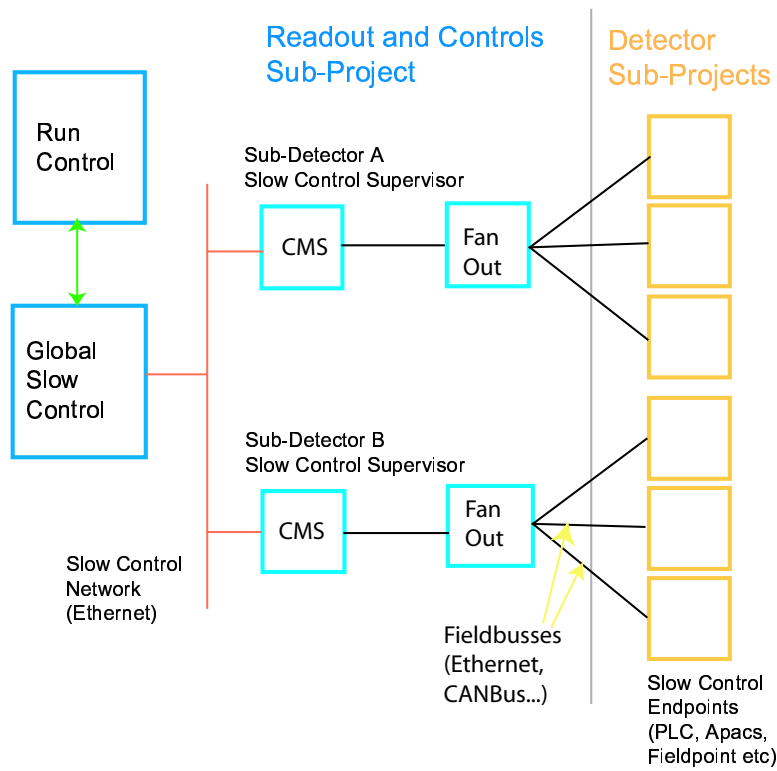 Readout and Controls
Sub-Project
Detector
Sub-Projects
Run
Control
Sub-Detector A
Slow Control Supervisor
CMS
Fan
Out
Global
Slow
Control
Sub-Detector B
Slow Control Supervisor
CMS
Fan
Out
Slow Control
Network
(Ethernet)
Fieldbusses
(Ethernet,
CANBus...)
Slow Control
Endpoints
(PLC, Apacs,
Fieldpoint etc)